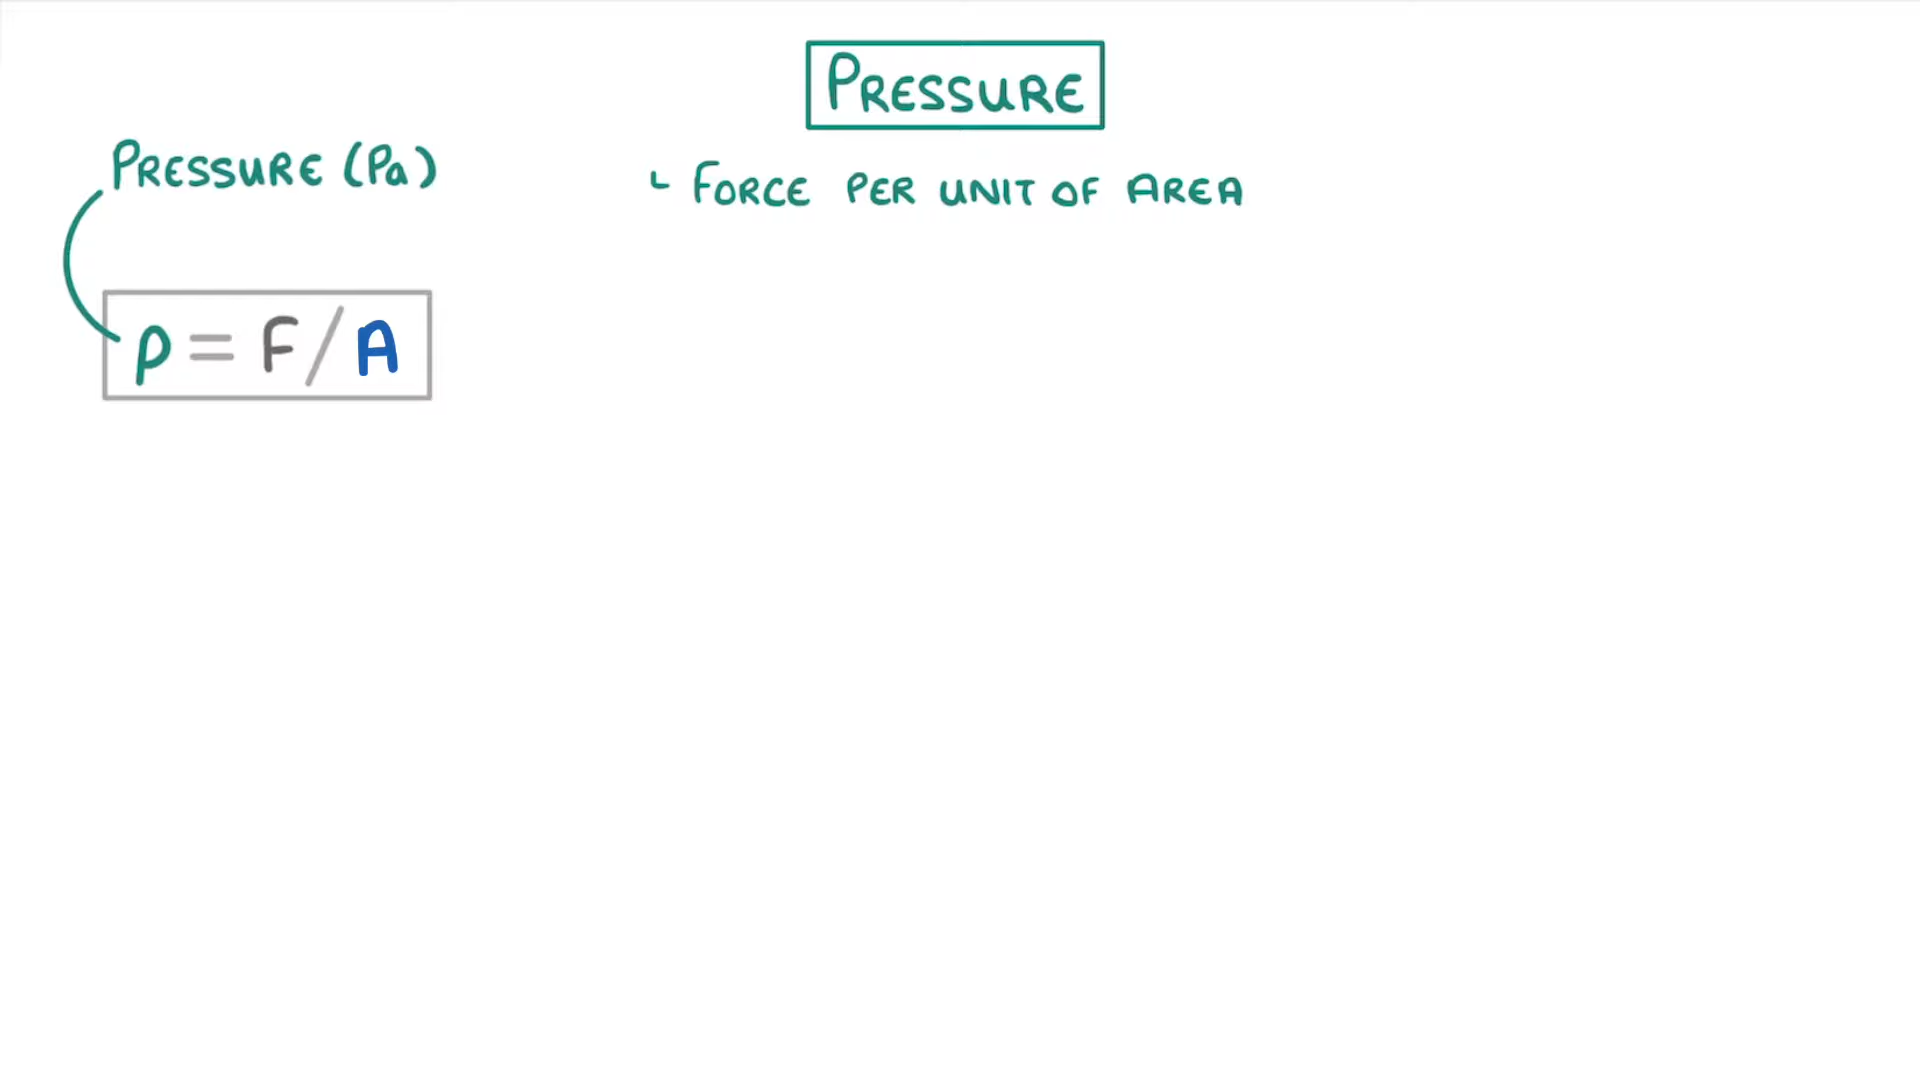 PRESSURE
PRESSURE (Pa)
└ FORCE PER UNIT OF AREA
p = F/A